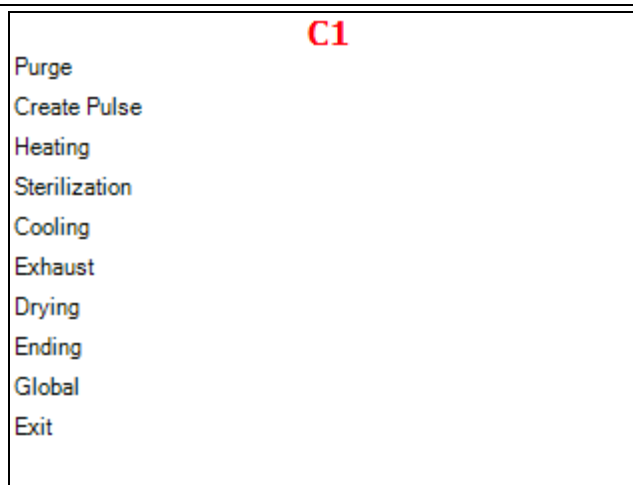 C1
Purge
Create Pulse
Heating
Sterilization
Cooling
Exhaust
Drying
Ending
Global
Exit